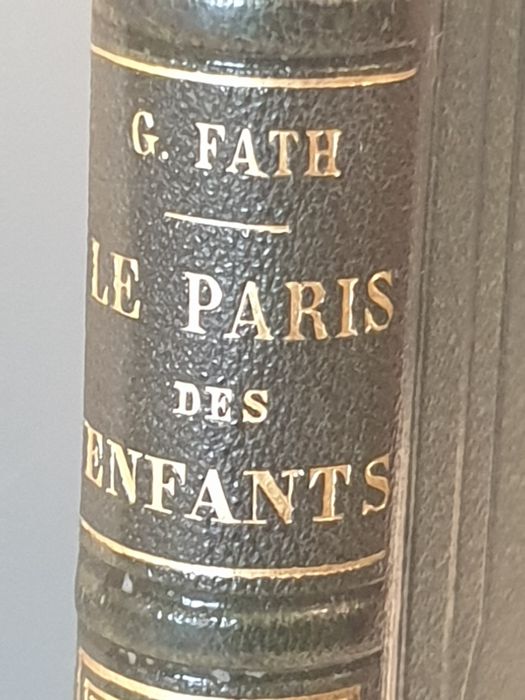 G. FATH
LE PARIS
DES
ENFANTS